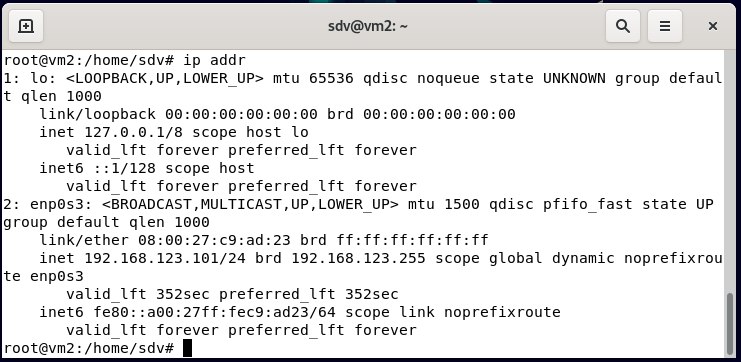 sdv@vm2: ~
root@vm2:/home/sdv# ip addr
1: lo: <LOOPBACK,UP,LOWER_UP> mtu 65536 qdisc noqueue state UNKNOWN group defaul
t qlen 1000
    link/loopback 00:00:00:00:00:00 brd 00:00:00:00:00:00
    inet 127.0.0.1/8 scope host lo
       valid_lft forever preferred_lft forever
    inet6 ::1/128 scope host
       valid_lft forever preferred_lft forever
2: enp0s3: <BROADCAST,MULTICAST,UP,LOWER_UP> mtu 1500 qdisc pfifo_fast state UP
group default qlen 1000
    link/ether 08:00:27:c9:ad:23 brd ff:ff:ff:ff:ff:ff
    inet 192.168.123.101/24 brd 192.168.123.255 scope global dynamic noprefixrou
te enp0s3
       valid_lft 352sec preferred_lft 352sec
    inet6 fe80::a00:27ff:fec9:ad23/64 scope link noprefixroute
       valid_lft forever preferred_lft forever
root@vm2:/home/sdv#